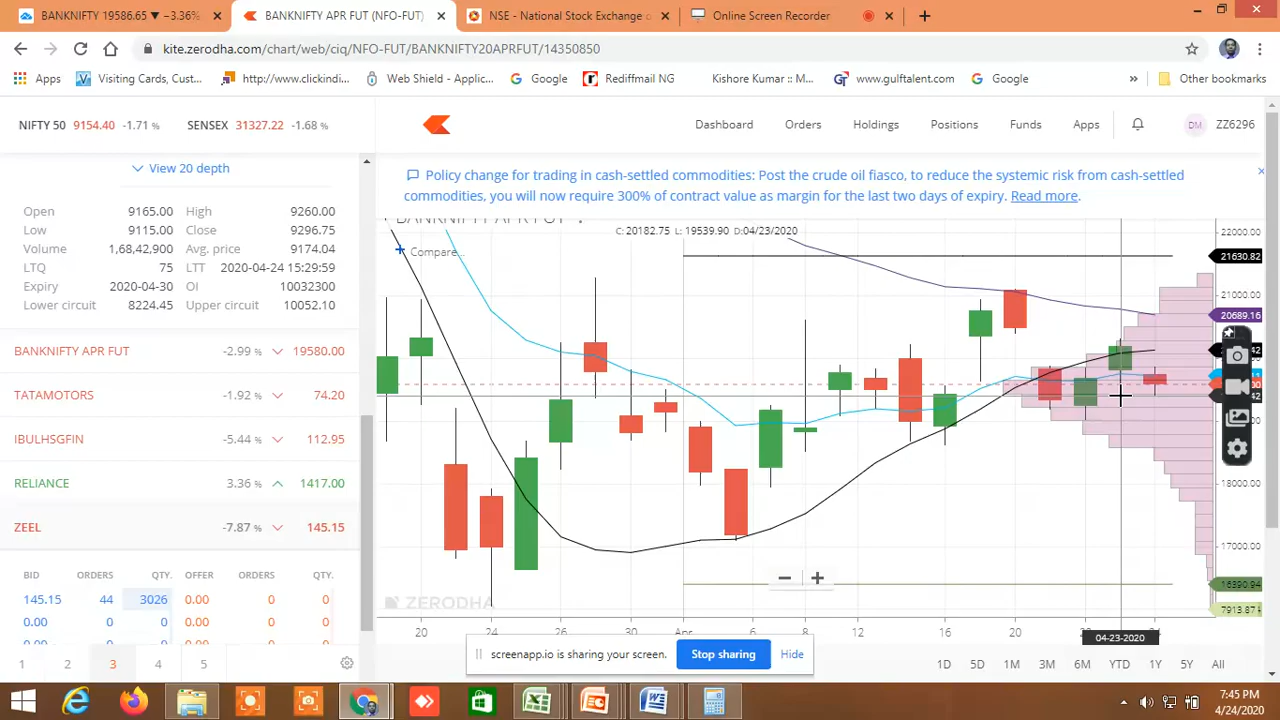 BANKNIFTY 19586.65 ▼ −3.36%
BANKNIFTY APR FUT (NFO-FUT)
NSE - National Stock Exchange
Online Screen Recorder
kite.zerodha.com/chart/web/ciq/NFO-FUT/BANKNIFTY20APRFUT/14350850
Apps
Visiting Cards, Cust...
http://www.clickindi...
Web Shield - Applic...
Google
Rediffmail NG
Kishore Kumar :: M...
www.gulftalent.com
Google
»
Other bookmarks
NIFTY 50 9154.40 -1.71 %
SENSEX 31327.22 -1.68 %
Dashboard
Orders
Holdings
Positions
Funds
Apps
DM
ZZ6296
View 20 depth
Open 9165.00 High 9260.00
Low 9115.00 Close 9296.75
Volume 1,68,42,900 Avg. price 9174.04
LTQ 75 LTT 2020-04-24 15:29:59
Expiry 2020-04-30 OI 10032300
Lower circuit 8224.45 Upper circuit 10052.10
BANKNIFTY APR FUT -2.99 % 19580.00
TATAMOTORS -1.92 % 74.20
IBULHSGFIN -5.44 % 112.95
RELIANCE 3.36 % 1417.00
ZEEL -7.87 % 145.15
BID ORDERS QTY. OFFER ORDERS QTY.
145.15 44 3026 0.00 0 0
0.00 0 0 0.00 0 0
1 2 3 4 5
Policy change for trading in cash-settled commodities: Post the crude oil fiasco, to reduce the systemic risk from cash-settled
commodities, you will now require 300% of contract value as margin for the last two days of expiry. Read more.
BANKNIFTY APR FUT
C: 20182.75 L: 19539.90 D:04/23/2020
Compare...
22000.00
21630.82
21000.00
20689.16
18000.00
17000.00
16390.94
ZERODHA
20 24 26 30 Apr 6 8 12 16 20
04-23-2020
screenapp.io is sharing your screen.
Stop sharing
Hide
1D 5D 1M 3M 6M YTD 1Y 5Y All
7:45 PM
4/24/2020